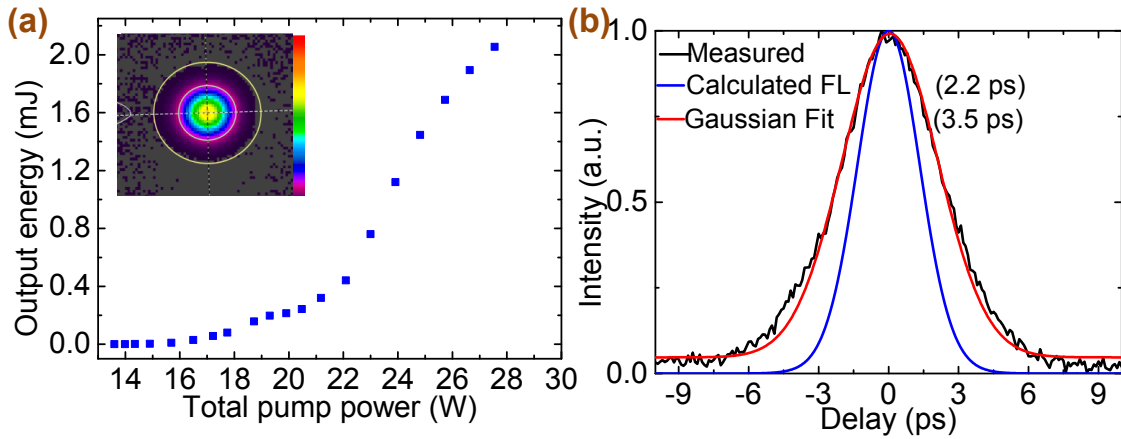 (a)
2.0
1.6
1.2
0.8
0.4
0.0
Output energy (mJ)
14 16 18 20 22 24 26 28 30
Total pump power (W)
(b)
1.0
0.5
0.0
Intensity (a.u.)
Measured
Calculated FL (2.2 ps)
Gaussian Fit (3.5 ps)
-9 -6 -3 0 3 6 9
Delay (ps)